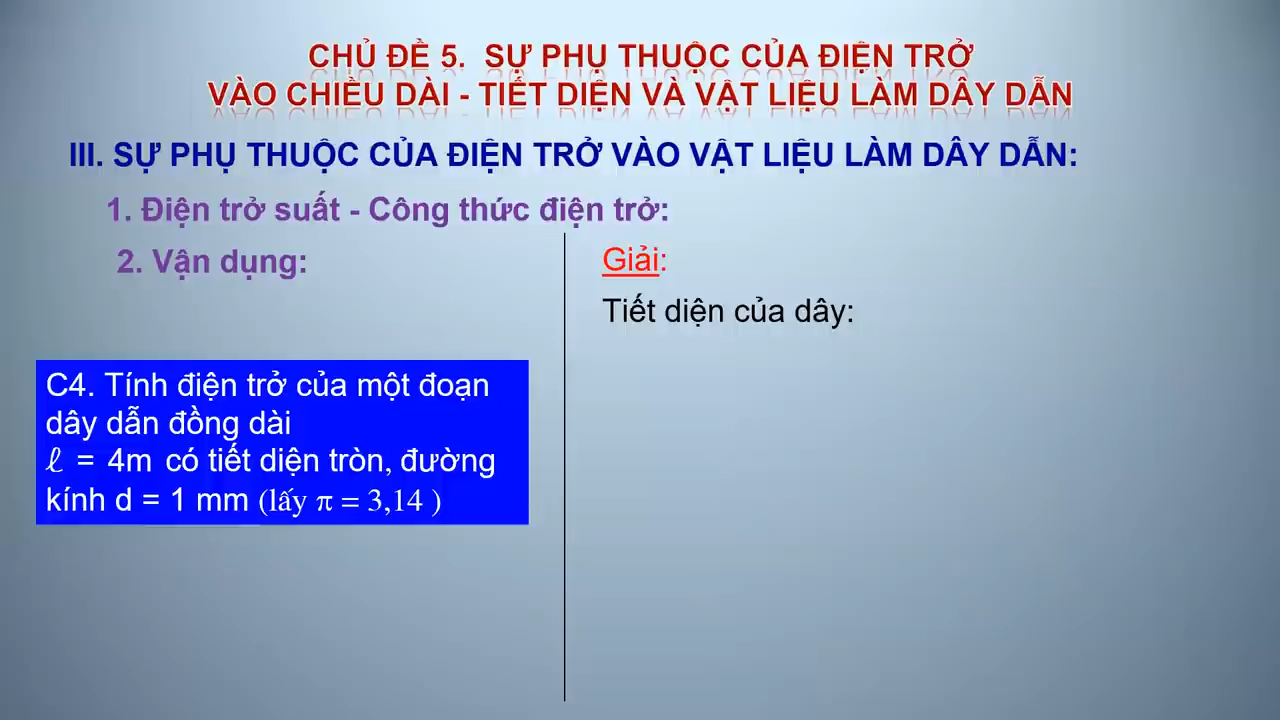 CHỦ ĐỀ 5. SỰ PHỤ THUỘC CỦA ĐIỆN TRỞ
VÀO CHIỀU DÀI - TIẾT DIỆN VÀ VẬT LIỆU LÀM DÂY DẪN
III. SỰ PHỤ THUỘC CỦA ĐIỆN TRỞ VÀO VẬT LIỆU LÀM DÂY DẪN:
1. Điện trở suất - Công thức điện trở:
2. Vận dụng:
C4. Tính điện trở của một đoạn
dây dẫn đồng dài
ℓ = 4m có tiết diện tròn, đường
kính d = 1 mm (lấy π = 3,14 )
Giải:
Tiết diện của dây: